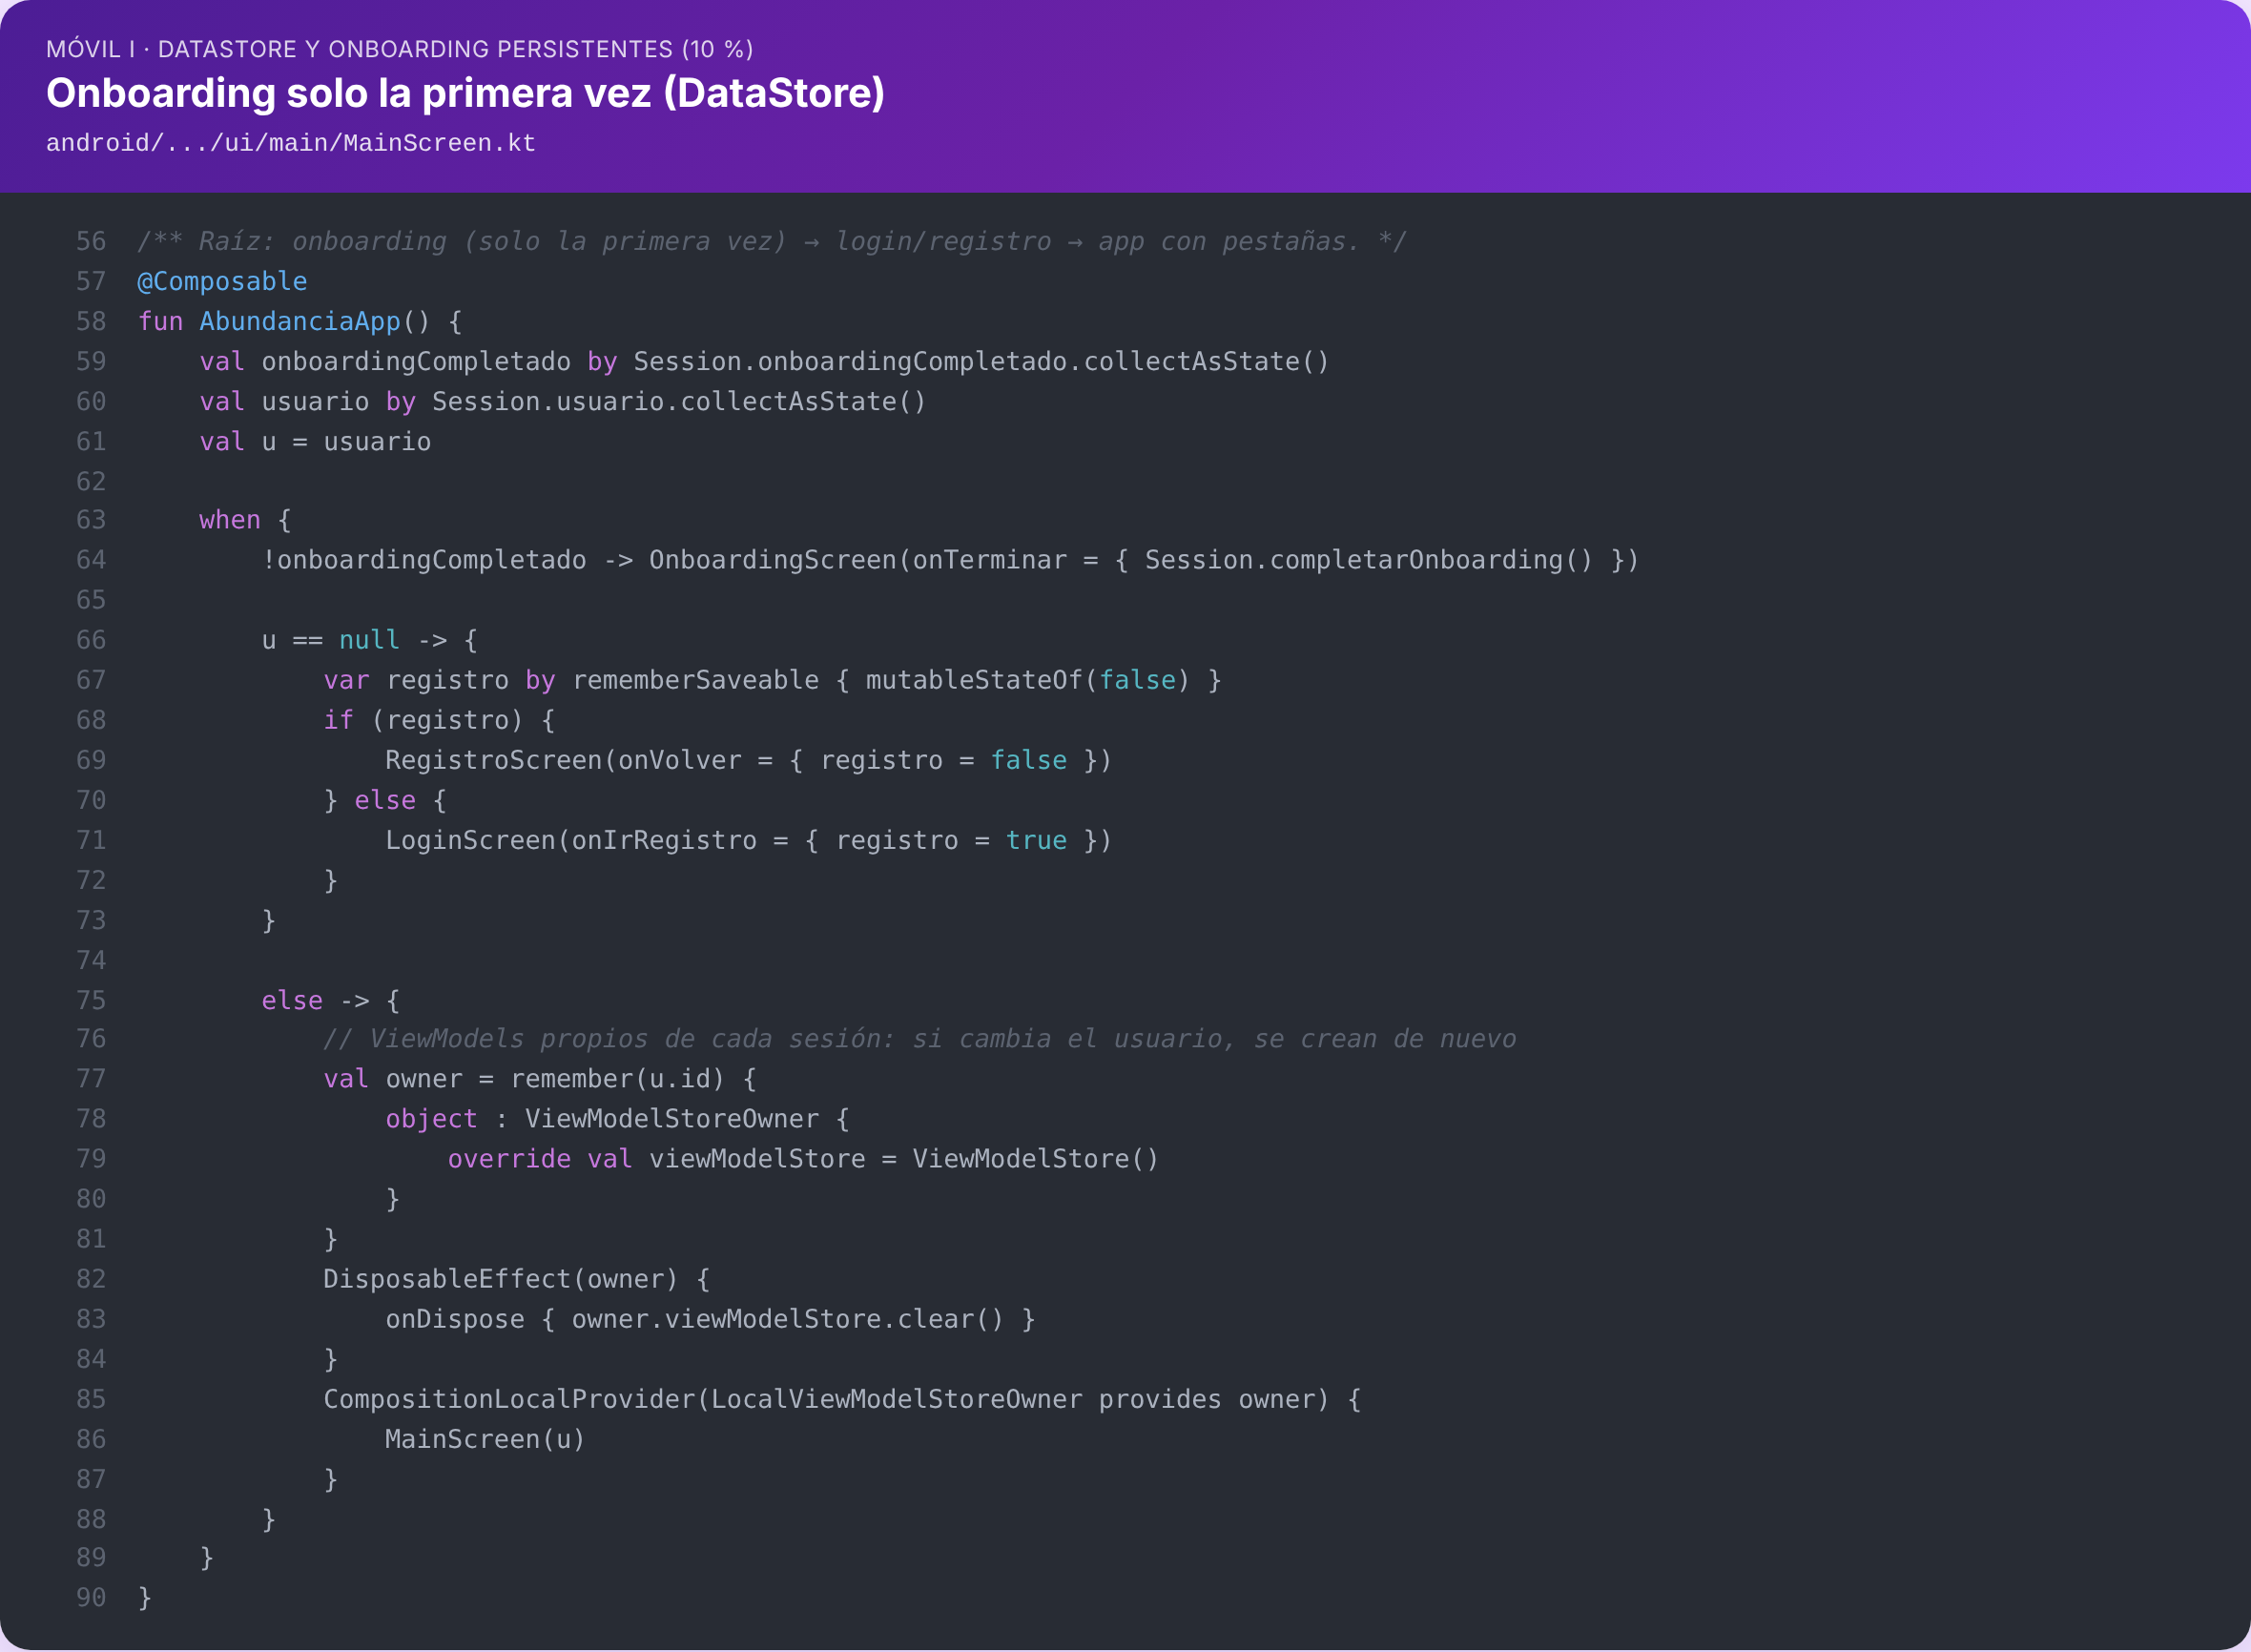 MÓVIL I · DATASTORE Y ONBOARDING PERSISTENTES (10 %)
Onboarding solo la primera vez (DataStore)
android/.../ui/main/MainScreen.kt
56 /** Raíz: onboarding (solo la primera vez) → login/registro → app con pestañas. */
57 @Composable
58 fun AbundanciaApp() {
59     val onboardingCompletado by Session.onboardingCompletado.collectAsState()
60     val usuario by Session.usuario.collectAsState()
61     val u = usuario
62
63     when {
64         !onboardingCompletado -> OnboardingScreen(onTerminar = { Session.completarOnboarding() })
65
66         u == null -> {
67             var registro by rememberSaveable { mutableStateOf(false) }
68             if (registro) {
69                 RegistroScreen(onVolver = { registro = false })
70             } else {
71                 LoginScreen(onIrRegistro = { registro = true })
72             }
73         }
74
75         else -> {
76             // ViewModels propios de cada sesión: si cambia el usuario, se crean de nuevo
77             val owner = remember(u.id) {
78                 object : ViewModelStoreOwner {
79                     override val viewModelStore = ViewModelStore()
80                 }
81             }
82             DisposableEffect(owner) {
83                 onDispose { owner.viewModelStore.clear() }
84             }
85             CompositionLocalProvider(LocalViewModelStoreOwner provides owner) {
86                 MainScreen(u)
87             }
88         }
89     }
90 }